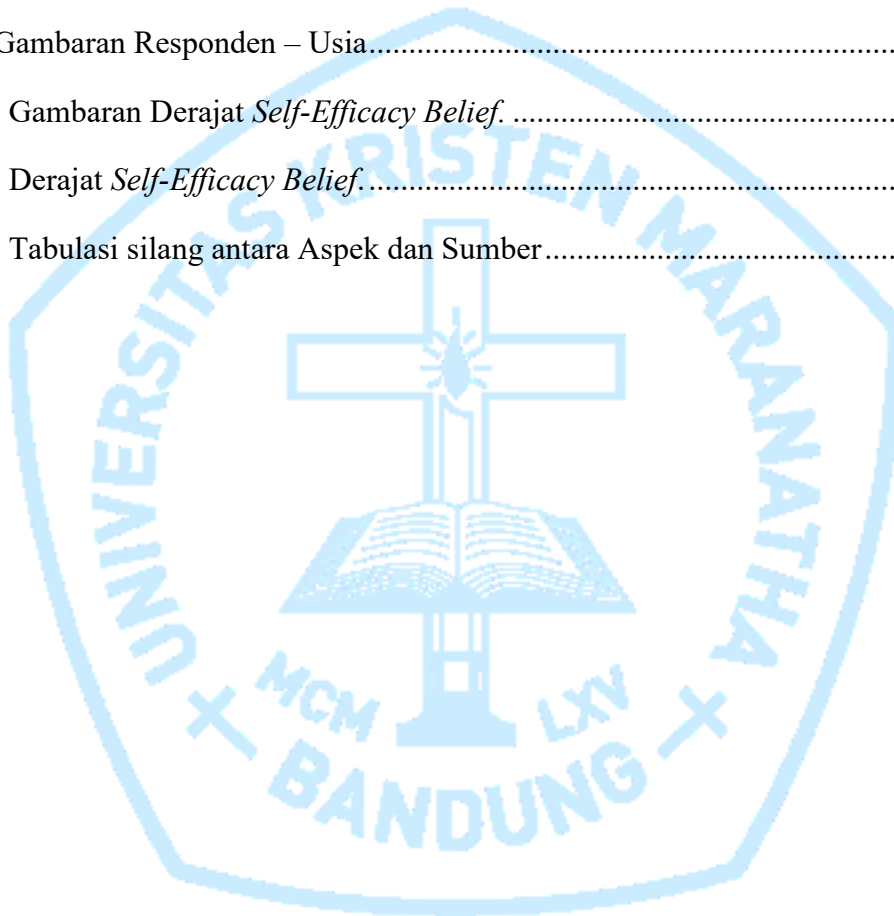 Gambaran Responden – Usia................................................................
Gambaran Derajat Self-Efficacy Belief. ................................................
Derajat Self-Efficacy Belief..................................................................
Tabulasi silang antara Aspek dan Sumber............................................
UNIVERSITAS KRISTEN MARANATHA
MCM LXV
BANDUNG